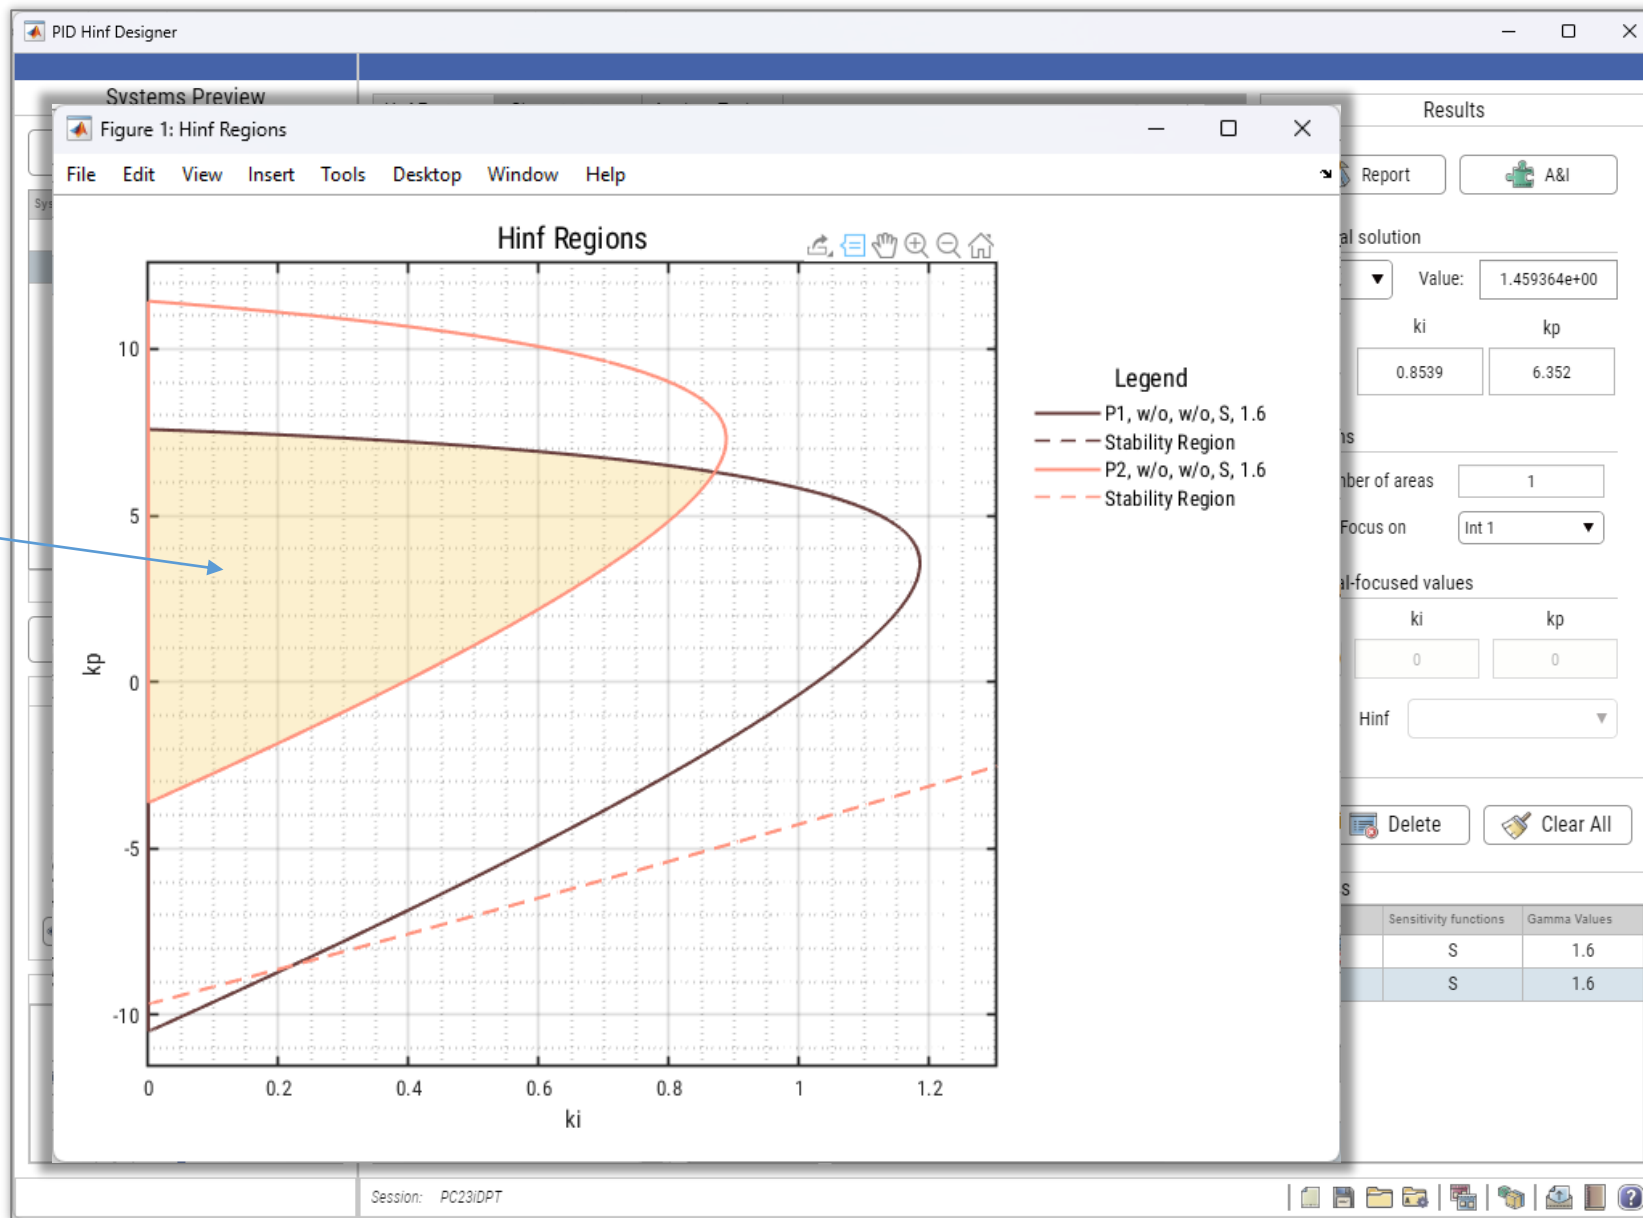 PID Hinf Designer
Systems Preview
Figure 1: Hinf Regions
File Edit View Insert Tools Desktop Window Help
Hinf Regions
10
5
0
-5
-10
kp
0 0.2 0.4 0.6 0.8 1 1.2
ki
Legend
P1, w/o, w/o, S, 1.6
Stability Region
P2, w/o, w/o, S, 1.6
Stability Region
Results
Report A&I
al solution
Value: 1.459364e+00
ki kp
0.8539 6.352
of areas 1
Focus on Int 1
al-focused values
ki kp
0 0
Hinf
Delete Clear All
Sensitivity functions Gamma Values
S 1.6
S 1.6
Session: PC23iDPT